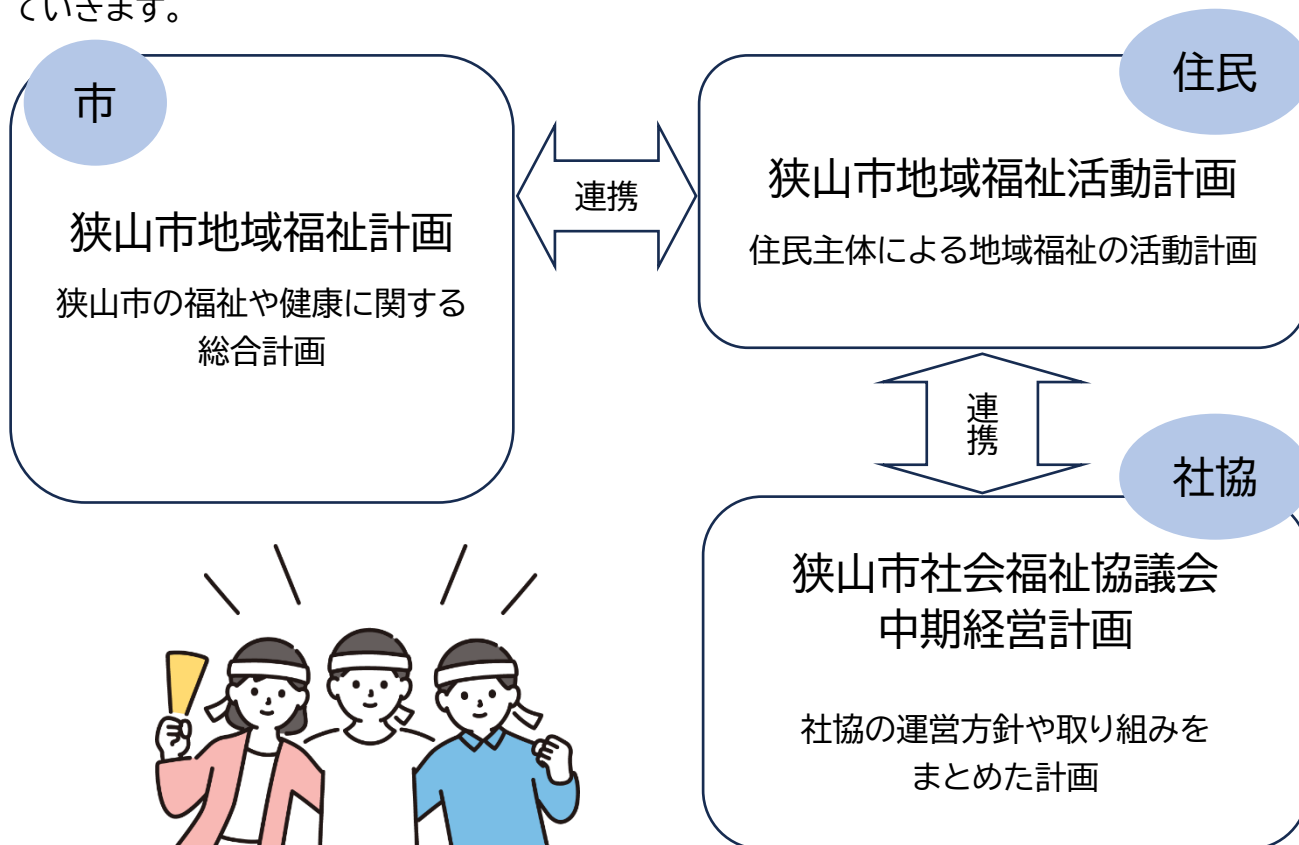 ていきます。
市
狭山市地域福祉計画
狭山市の福祉や健康に関する
総合計画
連携
住民
狭山市地域福祉活動計画
住民主体による地域福祉の活動計画
連携
社協
狭山市社会福祉協議会
中期経営計画
社協の運営方針や取り組みを
まとめた計画